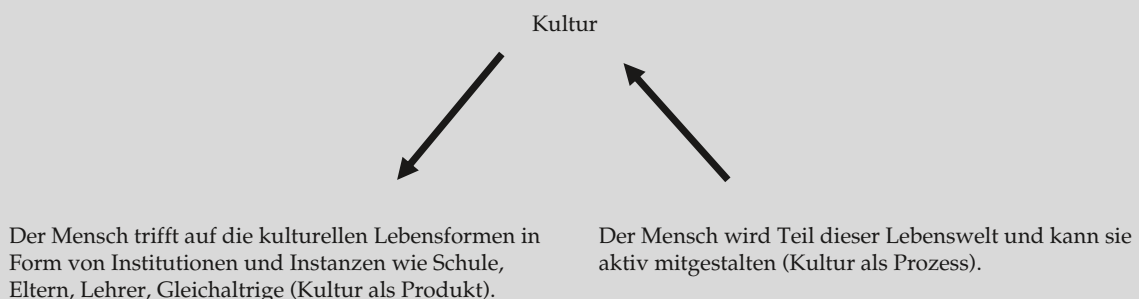 Kultur
Der Mensch trifft auf die kulturellen Lebensformen in
Form von Institutionen und Instanzen wie Schule,
Eltern, Lehrer, Gleichaltrige (Kultur als Produkt).
Der Mensch wird Teil dieser Lebenswelt und kann sie
aktiv mitgestalten (Kultur als Prozess).